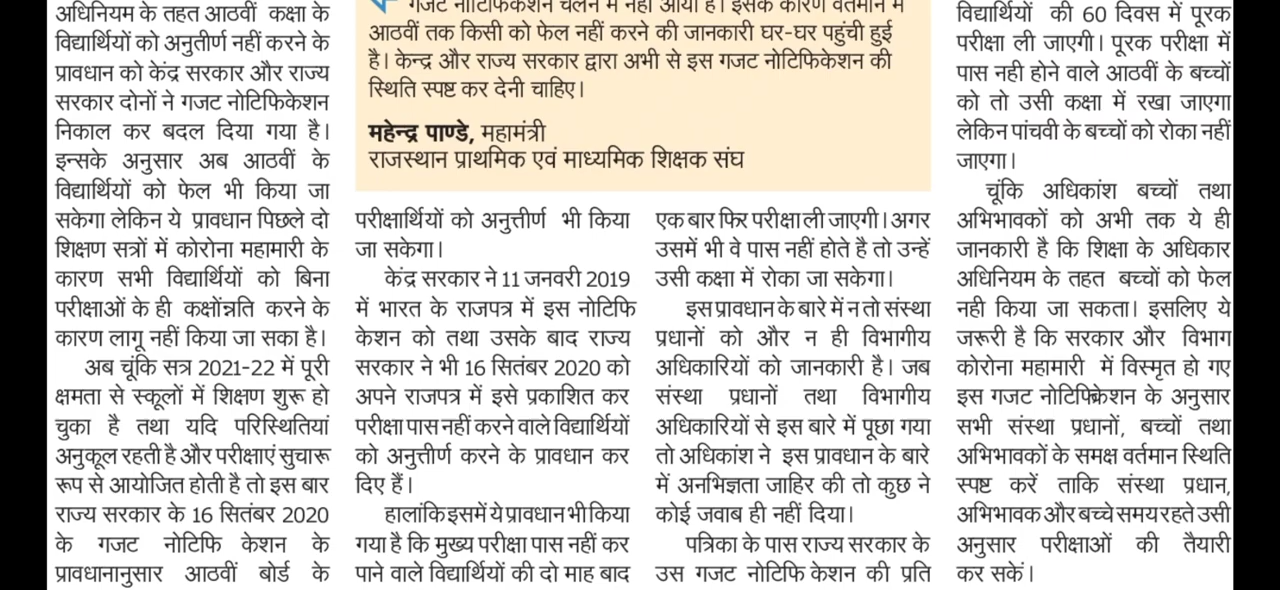 अधिनियम के तहत आठवीं कक्षा के
विद्यार्थियों को अनुतीर्ण नहीं करने के
प्रावधान को केंद्र सरकार और राज्य
सरकार दोनों ने गजट नोटिफिकेशन
निकाल कर बदल दिया गया है।
इन्सके अनुसार अब आठवीं के
विद्यार्थियों को फेल भी किया जा
सकेगा लेकिन ये प्रावधान पिछले दो
शिक्षण सत्रों में कोरोना महामारी के
कारण सभी विद्यार्थियों को बिना
परीक्षाओं के ही कक्षोंन्नति करने के
कारण लागू नहीं किया जा सका है।
अब चूंकि सत्र 2021-22 में पूरी
क्षमता से स्कूलों में शिक्षण शुरू हो
चुका है तथा यदि परिस्थितियां
अनुकूल रहती है और परीक्षाएं सुचारू
रूप से आयोजित होती है तो इस बार
राज्य सरकार के 16 सितंबर 2020
के गजट नोटिफि केशन के
प्रावधानानुसार आठवीं बोर्ड के
गजट नोटिफिकेशन चलन में नहीं आया है। इसके कारण वर्तमान में
आठवीं तक किसी को फेल नहीं करने की जानकारी घर-घर पहुंची हुई
है। केन्द्र और राज्य सरकार द्वारा अभी से इस गजट नोटिफिकेशन की
स्थिति स्पष्ट कर देनी चाहिए।
महेन्द्र पाण्डे, महामंत्री
राजस्थान प्राथमिक एवं माध्यमिक शिक्षक संघ
परीक्षार्थियों को अनुत्तीर्ण भी किया
जा सकेगा।
केंद्र सरकार ने 11 जनवरी 2019
में भारत के राजपत्र में इस नोटिफि
केशन को तथा उसके बाद राज्य
सरकार ने भी 16 सितंबर 2020 को
अपने राजपत्र में इसे प्रकाशित कर
परीक्षा पास नहीं करने वाले विद्यार्थियों
को अनुत्तीर्ण करने के प्रावधान कर
दिए हैं।
हालांकि इसमें ये प्रावधान भी किया
गया है कि मुख्य परीक्षा पास नहीं कर
पाने वाले विद्यार्थियों की दो माह बाद
एक बार फिर परीक्षा ली जाएगी। अगर
उसमें भी वे पास नहीं होते है तो उन्हें
उसी कक्षा में रोका जा सकेगा।
इस प्रावधान के बारे में न तो संस्था
प्रधानों को और न ही विभागीय
अधिकारियों को जानकारी है। जब
संस्था प्रधानों तथा विभागीय
अधिकारियों से इस बारे में पूछा गया
तो अधिकांश ने इस प्रावधान के बारे
में अनभिज्ञता जाहिर की तो कुछ ने
कोई जवाब ही नहीं दिया।
पत्रिका के पास राज्य सरकार के
उस गजट नोटिफि केशन की प्रति
विद्यार्थियों की 60 दिवस में पूरक
परीक्षा ली जाएगी। पूरक परीक्षा में
पास नही होने वाले आठवीं के बच्चों
को तो उसी कक्षा में रखा जाएगा
लेकिन पांचवी के बच्चों को रोका नहीं
जाएगा।
चूंकि अधिकांश बच्चों तथा
अभिभावकों को अभी तक ये ही
जानकारी है कि शिक्षा के अधिकार
अधिनियम के तहत बच्चों को फेल
नही किया जा सकता। इसलिए ये
जरूरी है कि सरकार और विभाग
कोरोना महामारी में विस्मृत हो गए
इस गजट नोटिफिकेशन के अनुसार
सभी संस्था प्रधानों, बच्चों तथा
अभिभावकों के समक्ष वर्तमान स्थिति
स्पष्ट करें ताकि संस्था प्रधान,
अभिभावक और बच्चे समय रहते उसी
अनुसार परीक्षाओं की तैयारी
कर सकें।